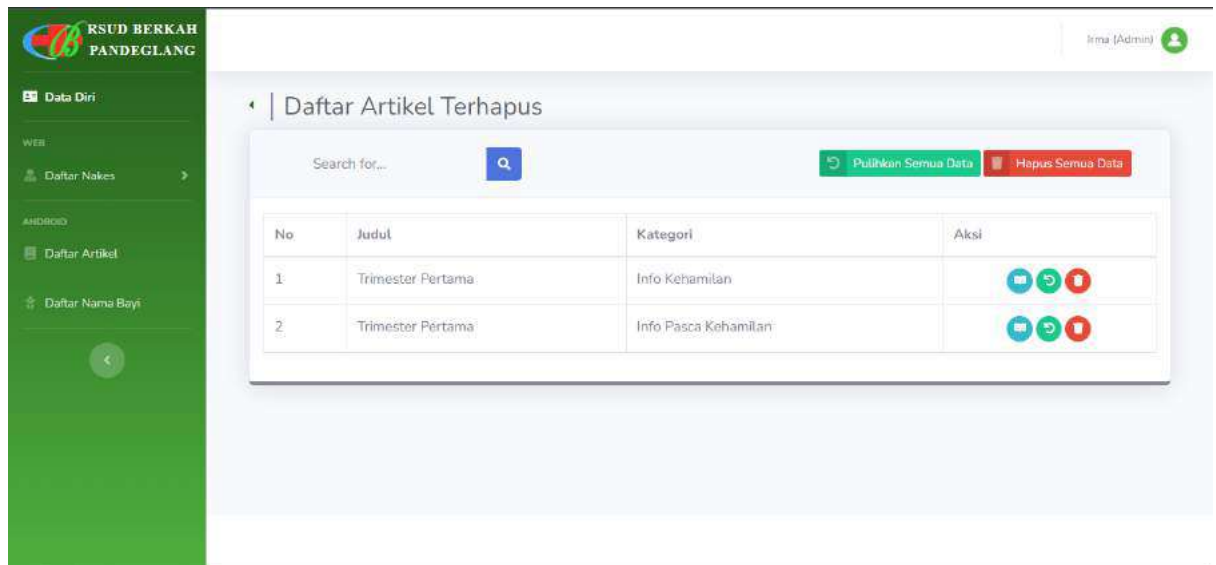 RSUD BERKAH
PANDEGLANG
Irma (Admin)
Data Diri
WEB
Daftar Nakes
ANDROID
Daftar Artikel
Daftar Nama Bayi
Daftar Artikel Terhapus
Search for...
Pulihkan Semua Data
Hapus Semua Data
No Judul Kategori Aksi
1 Trimester Pertama Info Kehamilan
2 Trimester Pertama Info Pasca Kehamilan